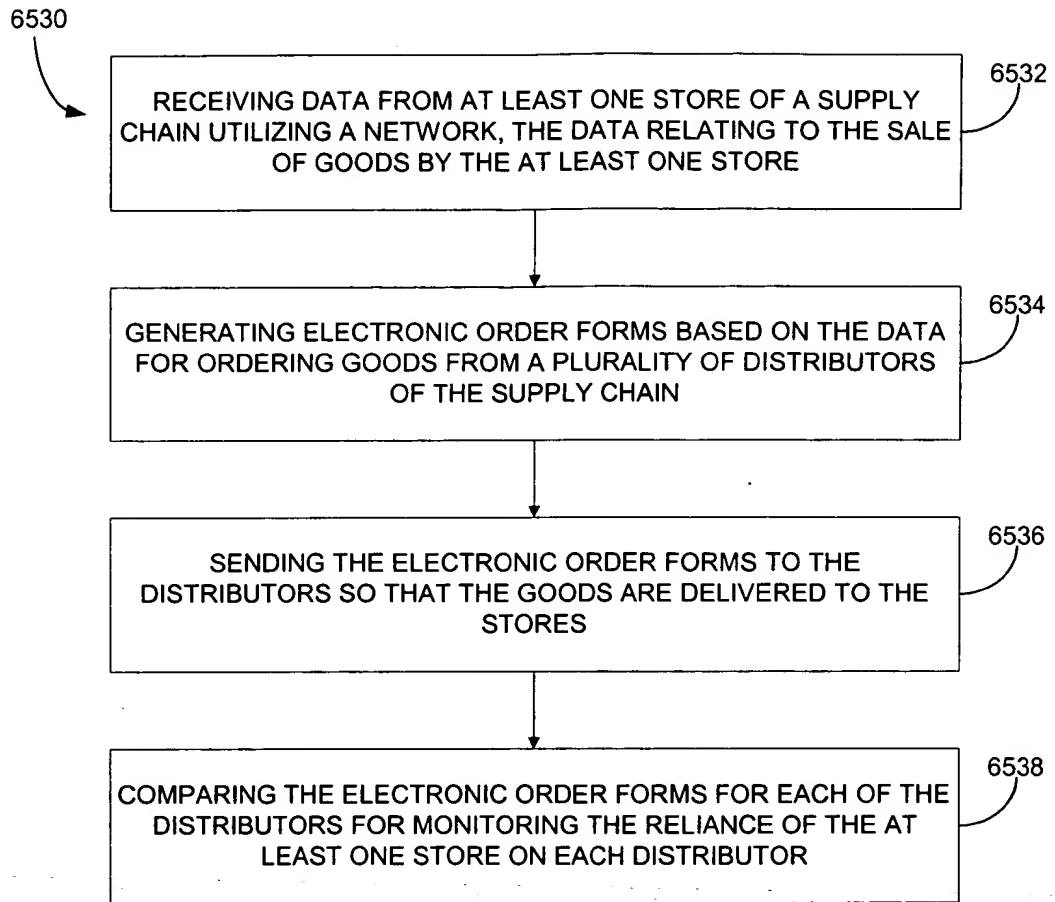 6530
6532
RECEIVING DATA FROM AT LEAST ONE STORE OF A SUPPLY
CHAIN UTILIZING A NETWORK, THE DATA RELATING TO THE SALE
OF GOODS BY THE AT LEAST ONE STORE
6534
GENERATING ELECTRONIC ORDER FORMS BASED ON THE DATA
FOR ORDERING GOODS FROM A PLURALITY OF DISTRIBUTORS
OF THE SUPPLY CHAIN
6536
SENDING THE ELECTRONIC ORDER FORMS TO THE
DISTRIBUTORS SO THAT THE GOODS ARE DELIVERED TO THE
STORES
6538
COMPARING THE ELECTRONIC ORDER FORMS FOR EACH OF THE
DISTRIBUTORS FOR MONITORING THE RELIANCE OF THE AT
LEAST ONE STORE ON EACH DISTRIBUTOR